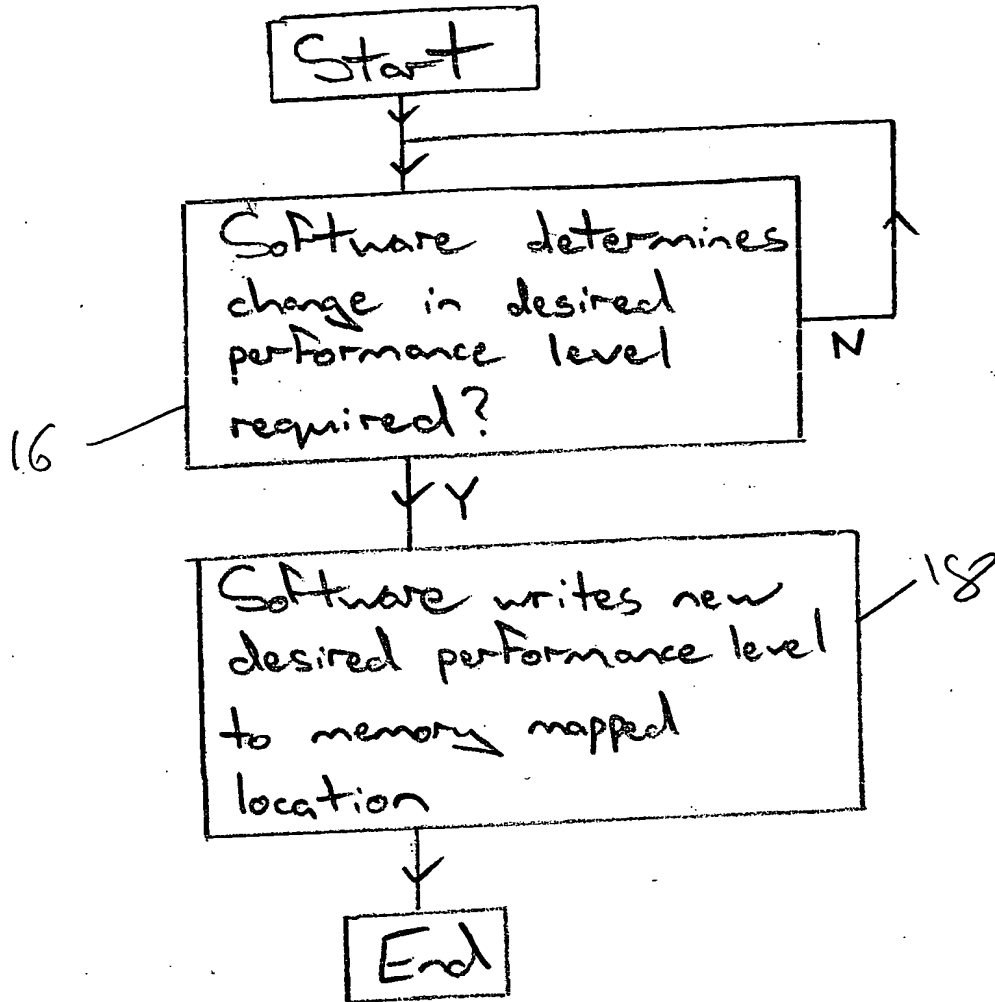 Start
Software determines
change in desired
performance level
required?
N
16
Y
Software writes new
desired performance level
to memory mapped
location
18
End